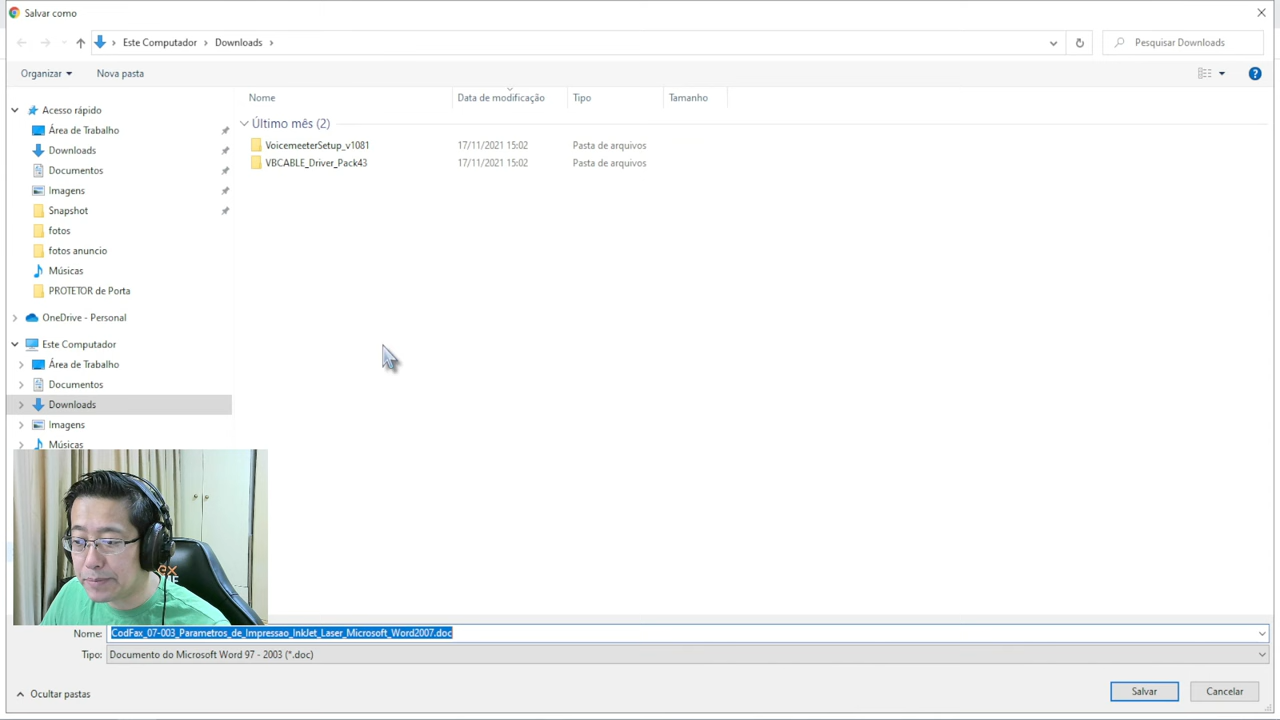 Salvar como
Este Computador
Downloads
Pesquisar Downloads
Organizar
Nova pasta
Nome
Data de modificação
Tipo
Tamanho
Último mês (2)
VoicemeeterSetup_v1081
17/11/2021 15:02
Pasta de arquivos
VBCABLE_Driver_Pack43
17/11/2021 15:02
Pasta de arquivos
Acesso rápido
Área de Trabalho
Downloads
Documentos
Imagens
Snapshot
fotos
fotos anuncio
Músicas
PROTETOR de Porta
OneDrive - Personal
Este Computador
Área de Trabalho
Documentos
Downloads
Imagens
Músicas
Nome: CodFax_07-003_Parametros_de_Impressao_InkJet_Laser_Microsoft_Word2007.doc
Tipo: Documento do Microsoft Word 97 - 2003 (*.doc)
Ocultar pastas
Salvar
Cancelar